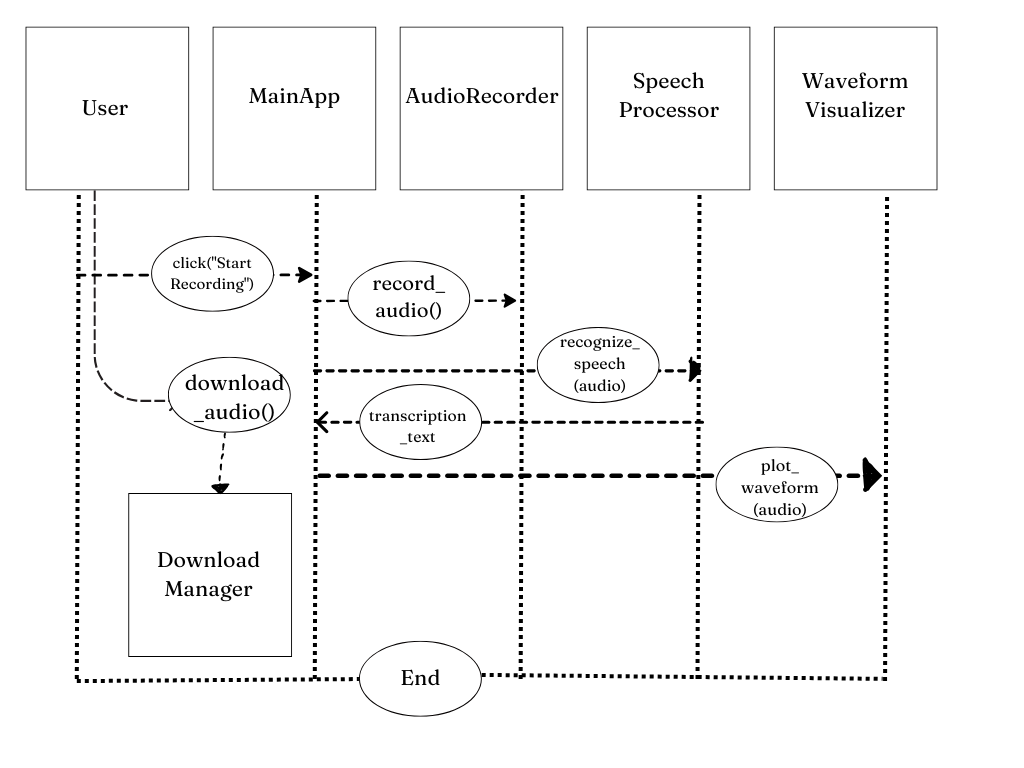 User
MainApp
AudioRecorder
Speech
Processor
Waveform
Visualizer
click("Start
Recording")
record_
audio()
recognize_
speech
(audio)
download
_audio()
transcription
_text
plot_
waveform
(audio)
Download
Manager
End